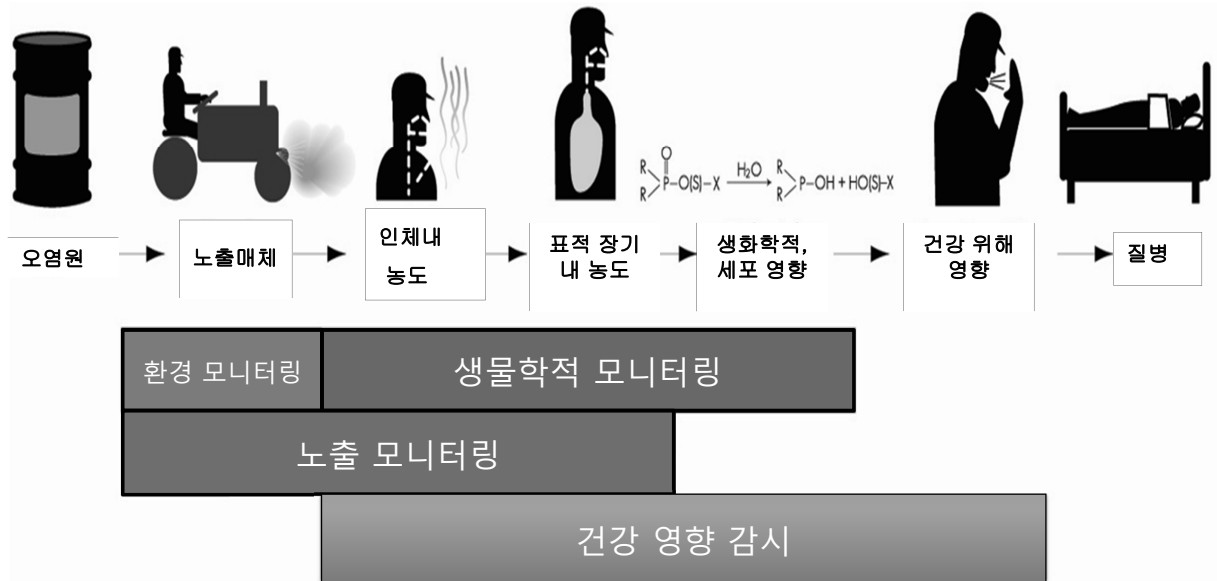 O
R
R
P-O(S)-X
H₂O
R
R
P-OH + HO(S)-X
오염원
노출매체
인체내
농도
표적 장기
내 농도
생화학적,
세포 영향
건강 위해
영향
질병
환경 모니터링
생물학적 모니터링
노출 모니터링
건강 영향 감시